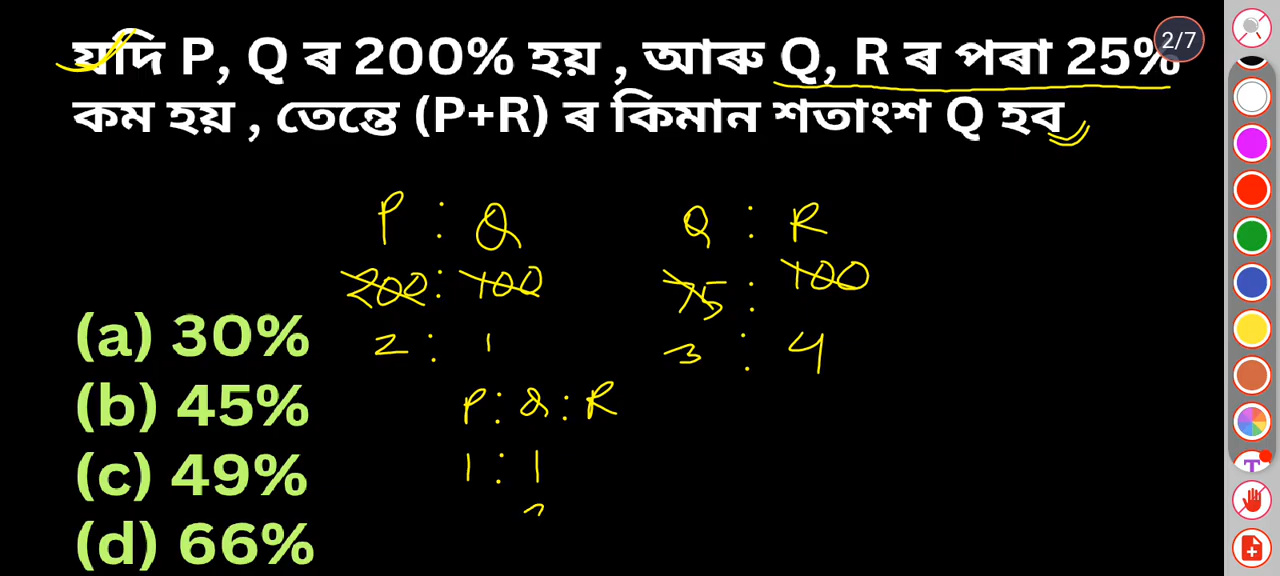 যদি P, Q ৰ 200% হয় , আৰু Q, R ৰ পৰা 25%
কম হয় , তেন্তে (P+R) ৰ কিমান শতাংশ Q হব
2/7
P : Q Q : R
200 : 100 75 : 100
(a) 30% 2 : 1 3 : 4
(b) 45% P : Q : R
(c) 49% 1 : 1
(d) 66%
T